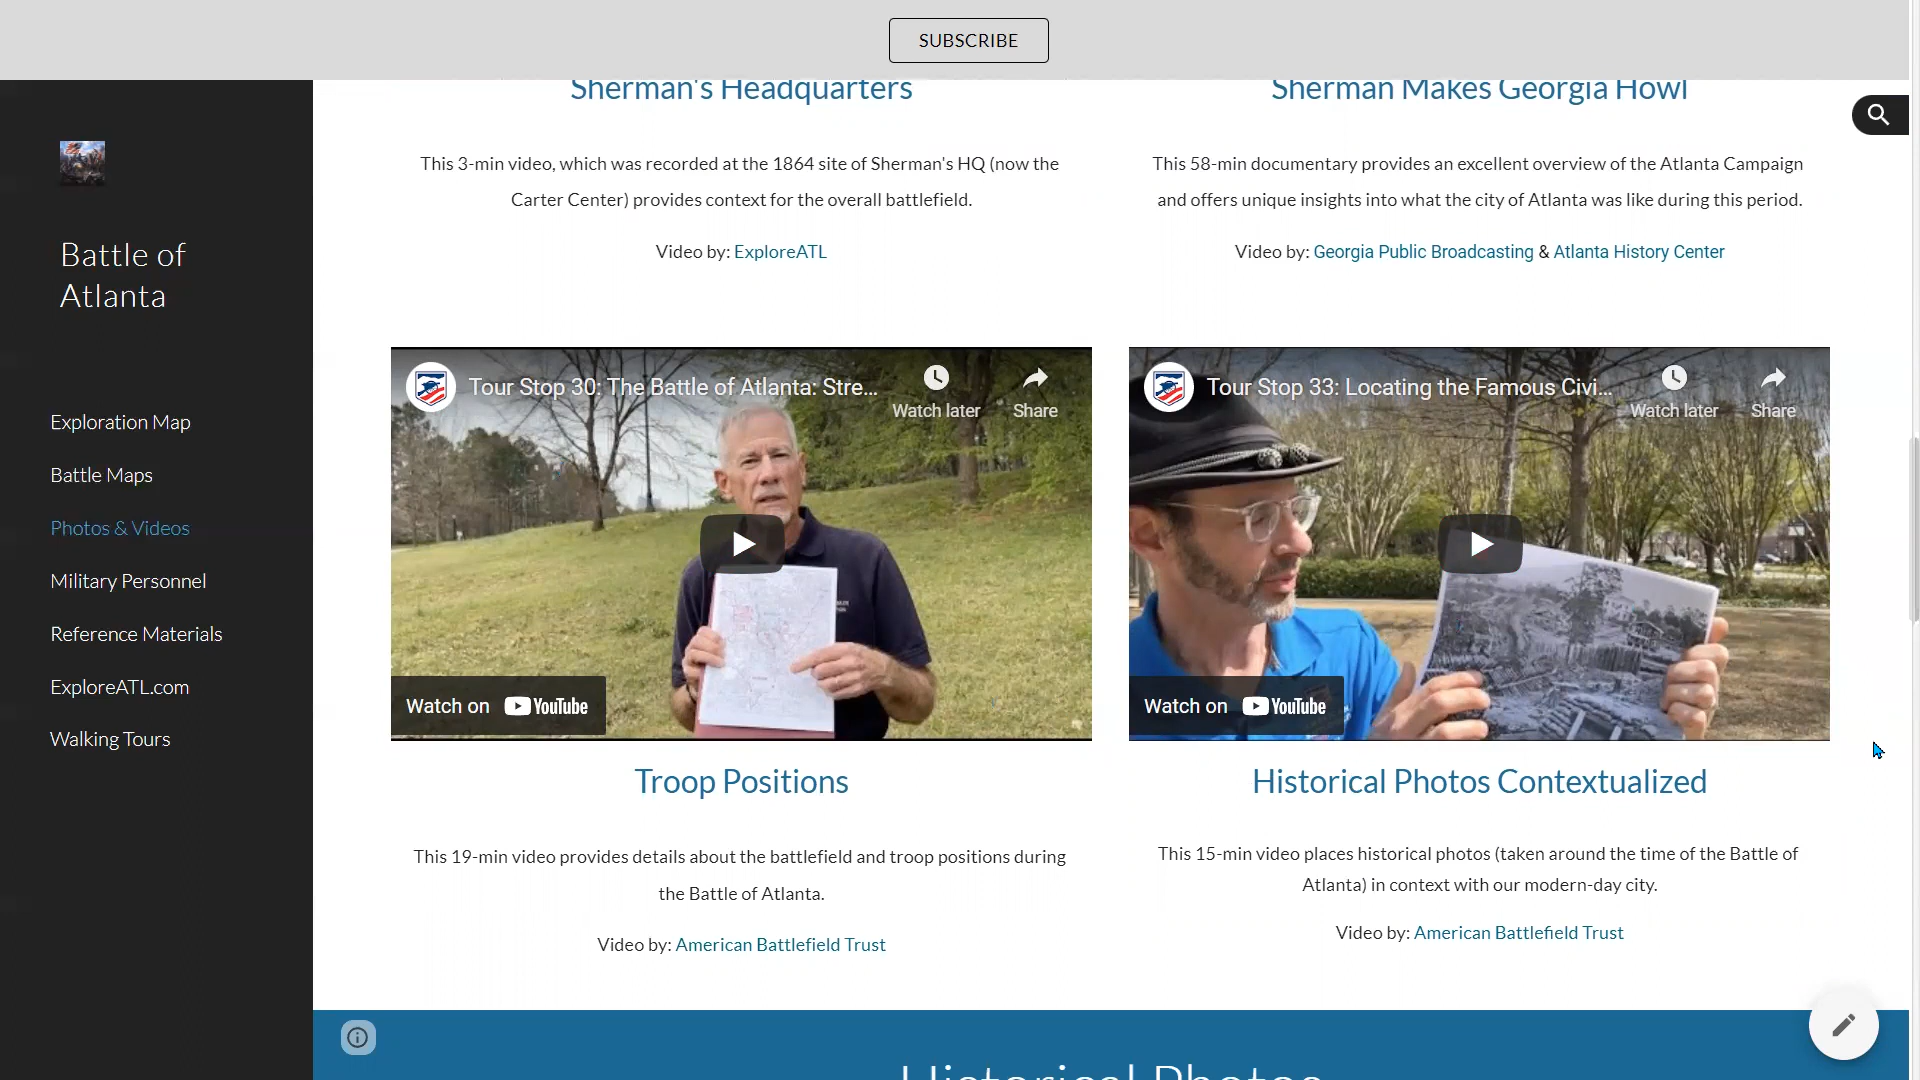 SUBSCRIBE
Battle of
Atlanta
Exploration Map
Battle Maps
Photos & Videos
Military Personnel
Reference Materials
ExploreATL.com
Walking Tours
Sherman's Headquarters
This 3-min video, which was recorded at the 1864 site of Sherman's HQ (now the
Carter Center) provides context for the overall battlefield.
Video by: ExploreATL
Sherman Makes Georgia Howl
This 58-min documentary provides an excellent overview of the Atlanta Campaign
and offers unique insights into what the city of Atlanta was like during this period.
Video by: Georgia Public Broadcasting & Atlanta History Center
Tour Stop 30: The Battle of Atlanta: Stre...
Watch later
Share
Watch on YouTube
Troop Positions
This 19-min video provides details about the battlefield and troop positions during
the Battle of Atlanta.
Video by: American Battlefield Trust
Tour Stop 33: Locating the Famous Civi...
Watch later
Share
Watch on YouTube
Historical Photos Contextualized
This 15-min video places historical photos (taken around the time of the Battle of
Atlanta) in context with our modern-day city.
Video by: American Battlefield Trust
Historical Photos